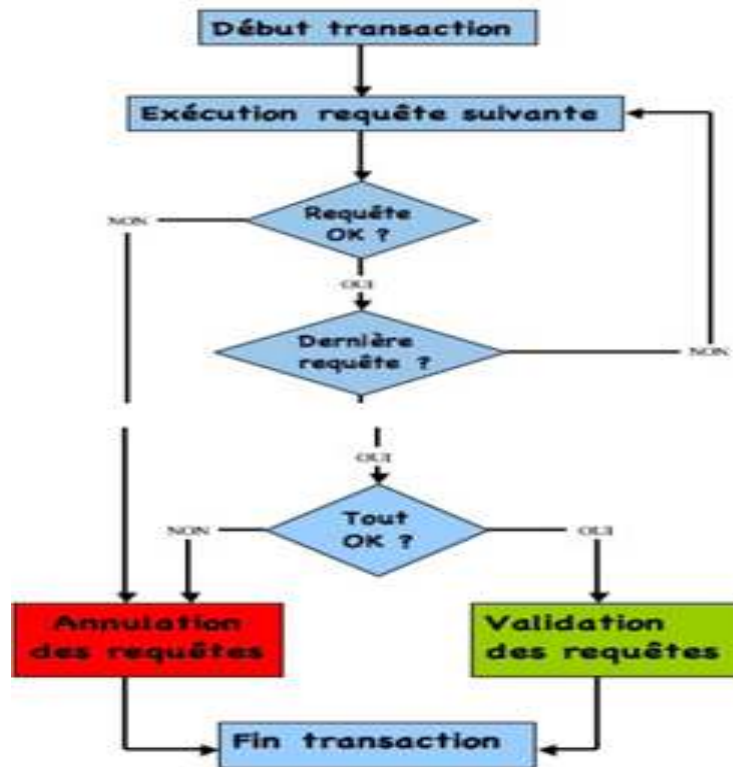 Début transaction
Exécution requête suivante
Requête
OK ?
NON
OUI
Dernière
requête ?
NON
OUI
Tout
OK ?
NON
OUI
Annulation
des requêtes
Validation
des requêtes
Fin transaction